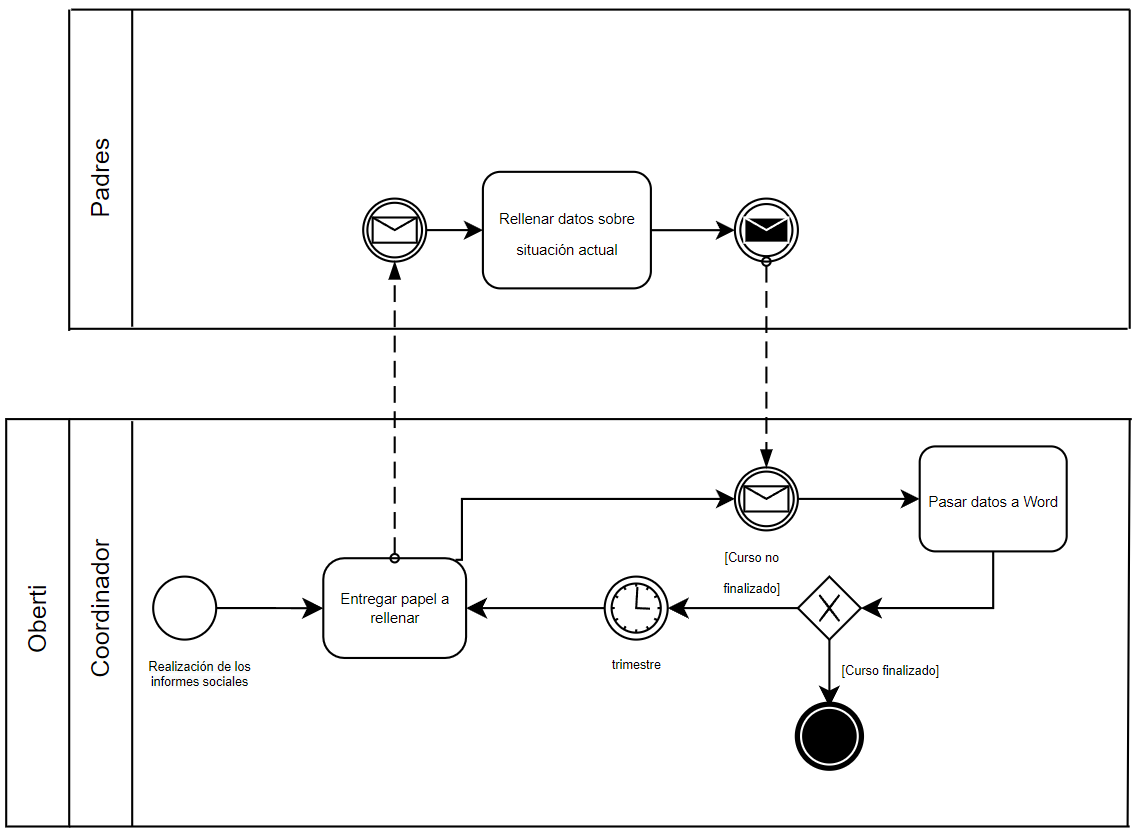 Padres
Rellenar datos sobre
situación actual
Oberti
Coordinador
Realización de los
informes sociales
Entregar papel a
rellenar
[Curso no
finalizado]
trimestre
Pasar datos a Word
[Curso finalizado]